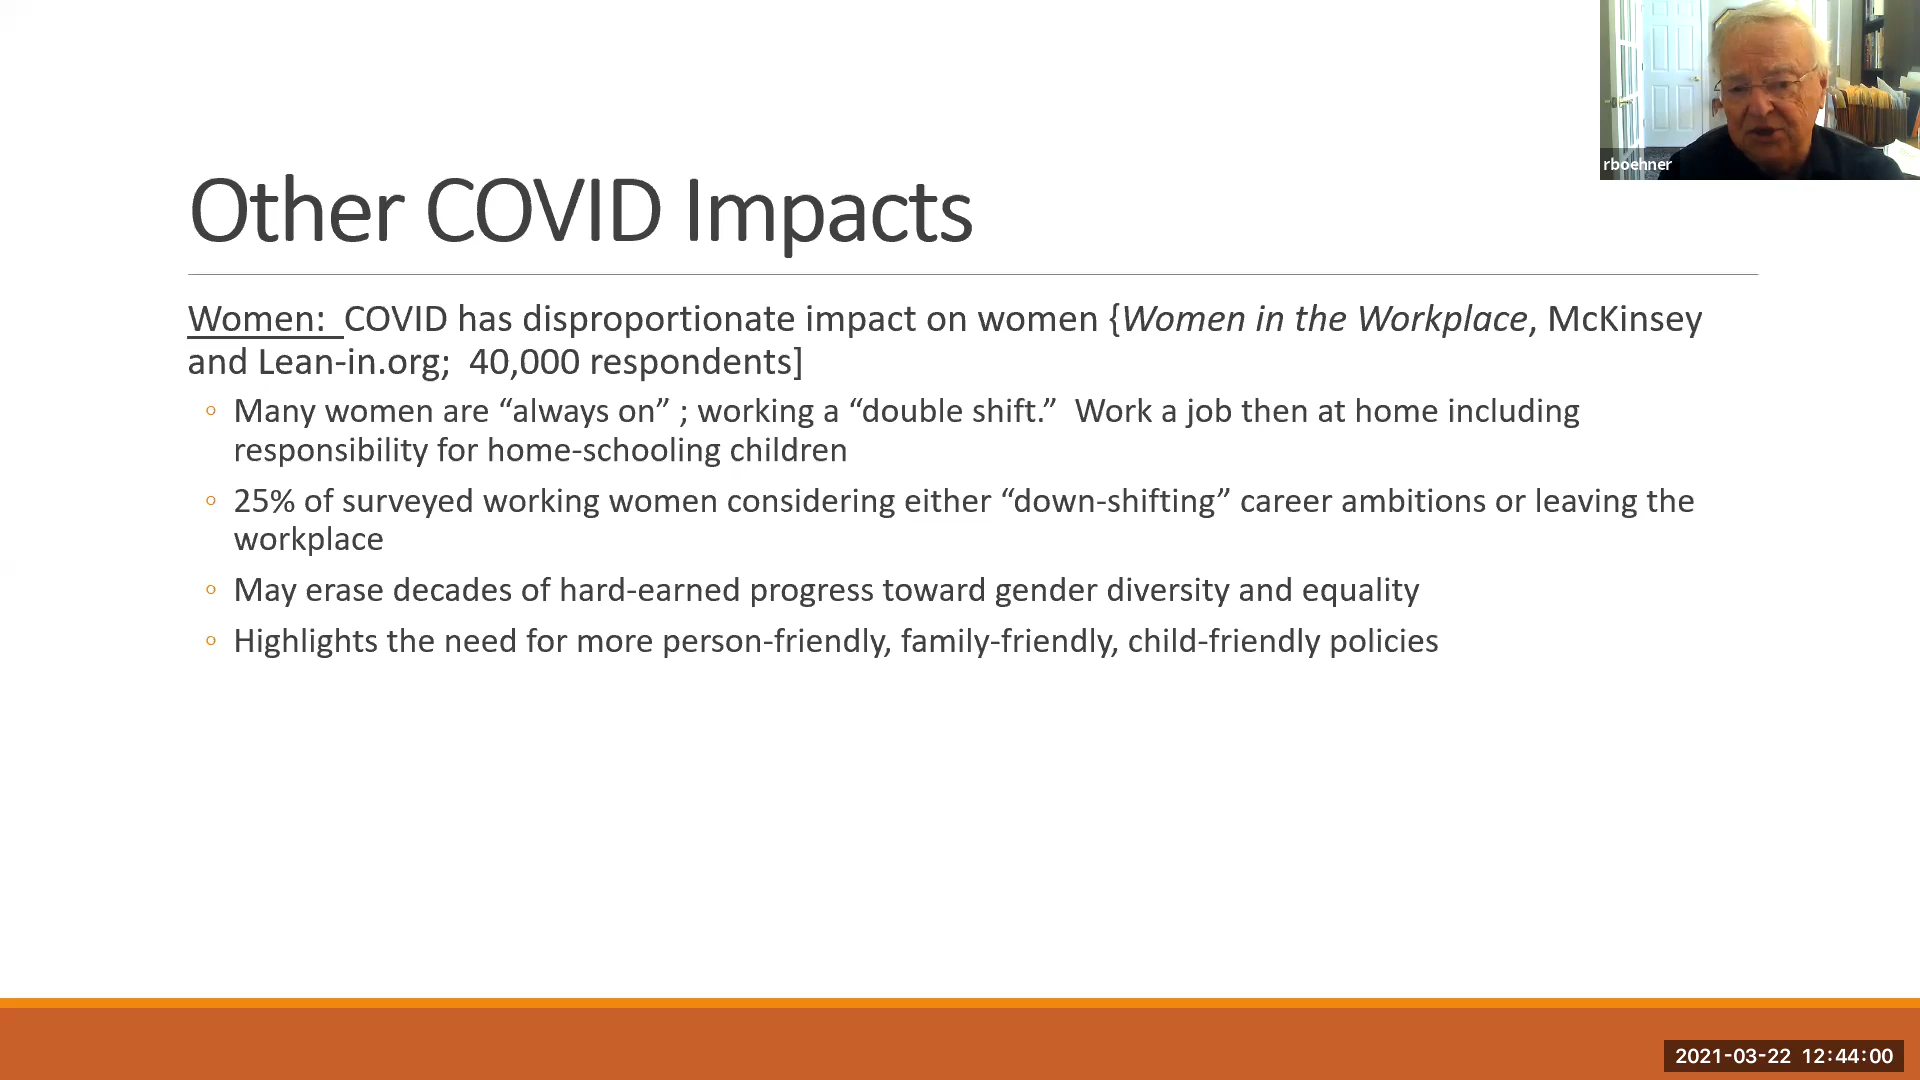 rboehner
Other COVID Impacts
Women:  COVID has disproportionate impact on women {Women in the Workplace, McKinsey
and Lean-in.org;  40,000 respondents]
◦ Many women are “always on” ; working a “double shift.”  Work a job then at home including
responsibility for home-schooling children
◦ 25% of surveyed working women considering either “down-shifting” career ambitions or leaving the
workplace
◦ May erase decades of hard-earned progress toward gender diversity and equality
◦ Highlights the need for more person-friendly, family-friendly, child-friendly policies
2021-03-22  12:44:00